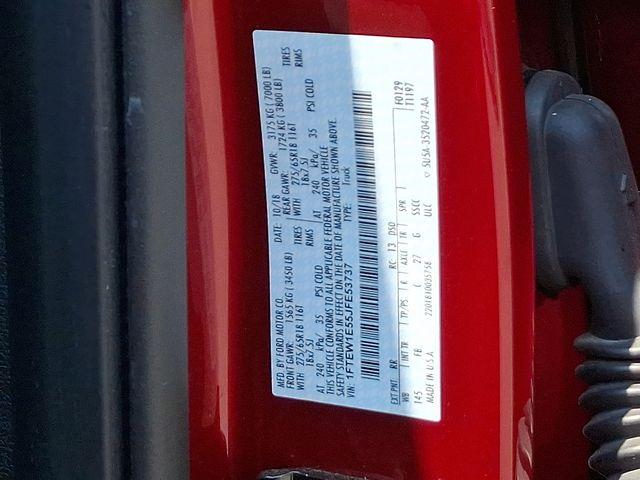 MFD. BY FORD MOTOR CO.
DATE: 10/18 GVWR: 3175 KG ( 7000 LB)
FRONT GAWR: 1565 KG ( 3450 LB) REAR GAWR: 1724 KG ( 3800 LB)
WITH 275/65R18 116T TIRES WITH 275/65R18 116T TIRES
18x7.5J RIMS 18x7.5J RIMS
AT 240 kPa/ 35 PSI COLD AT 240 kPa/ 35 PSI COLD
THIS VEHICLE CONFORMS TO ALL APPLICABLE FEDERAL MOTOR VEHICLE
SAFETY STANDARDS IN EFFECT ON THE DATE OF MANUFACTURE SHOWN ABOVE.
VIN: 1FTEW1E55JFE53737 TYPE: Truck
EXT PNT: RR RC: 13 DSO: F0129
WB INT TR TP/PS R AXLE TR SPR T1197
145 FB C 27 G SSCC
7201810035758 ULC
MADE IN U.S.A. SU5A-3520472-AA